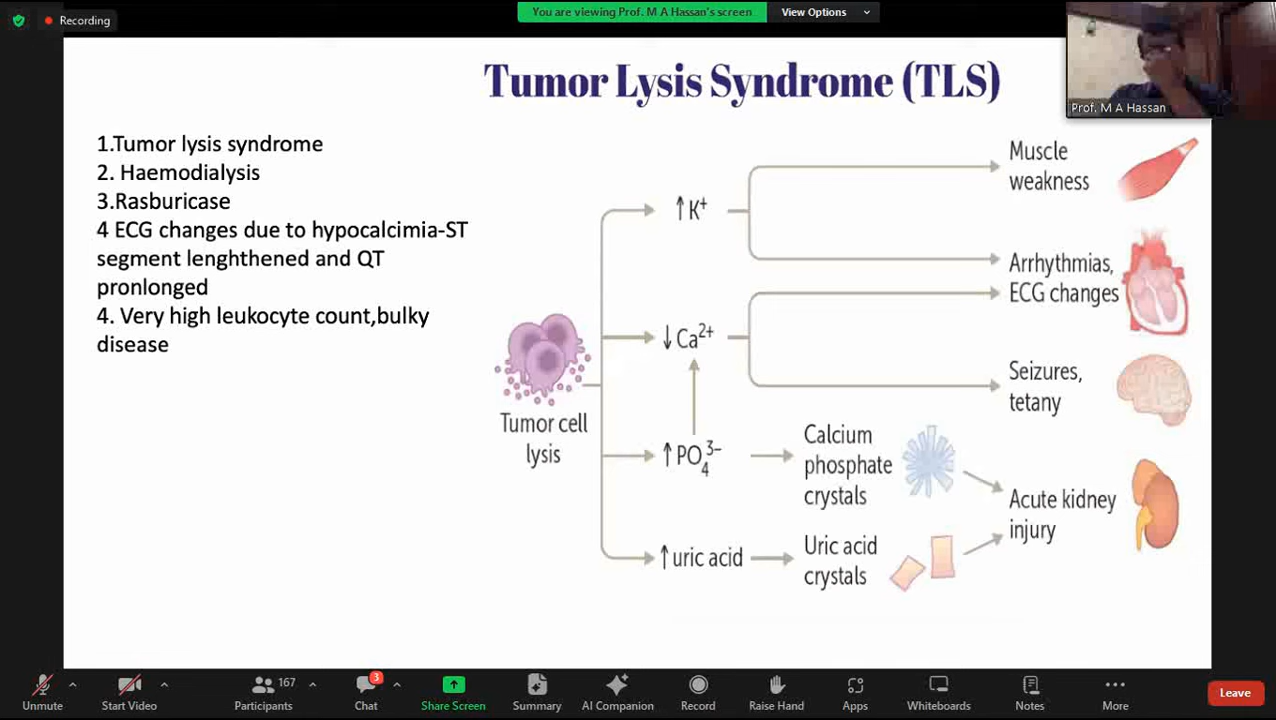 Recording
You are viewing Prof. M A Hassan's screen
View Options
Prof. M A Hassan
Tumor Lysis Syndrome (TLS)
1.Tumor lysis syndrome
2. Haemodialysis
3.Rasburicase
4 ECG changes due to hypocalcimia-ST
segment lenghthened and QT
pronlonged
4. Very high leukocyte count,bulky
disease
Tumor cell
lysis
↑K+
↓Ca2+
↑PO43−
↑uric acid
Calcium
phosphate
crystals
Uric acid
crystals
Muscle
weakness
Arrhythmias,
ECG changes
Seizures,
tetany
Acute kidney
injury
Unmute
Start Video
167
Participants
3
Chat
Share Screen
Summary
AI Companion
Record
Raise Hand
Apps
Whiteboards
Notes
More
Leave